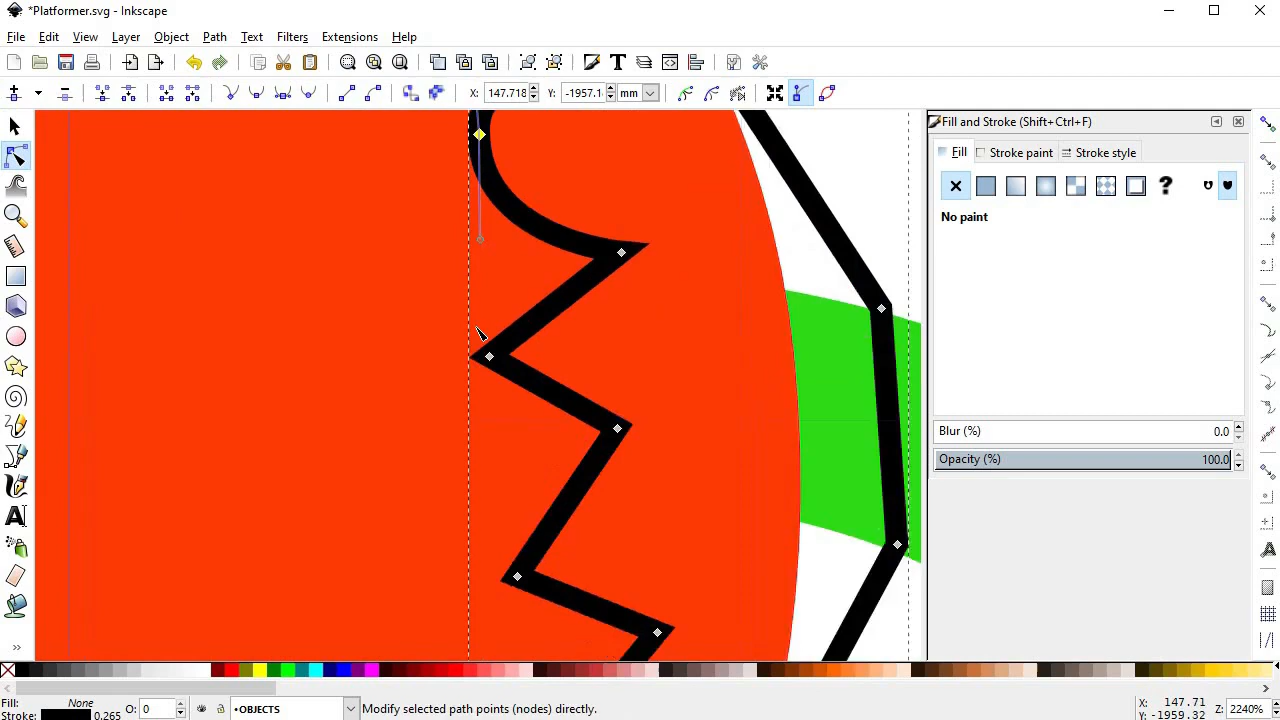 *Platformer.svg - Inkscape
File Edit View Layer Object Path Text Filters Extensions Help
X: 147.718 Y: -1957.1 mm
Fill and Stroke (Shift+Ctrl+F)
Fill Stroke paint Stroke style
No paint
Blur (%) 0.0
Opacity (%) 100.0
Fill: None O: 0 •OBJECTS Modify selected path points (nodes) directly. X: 147.71 Z: 2240%
Stroke: 0.265